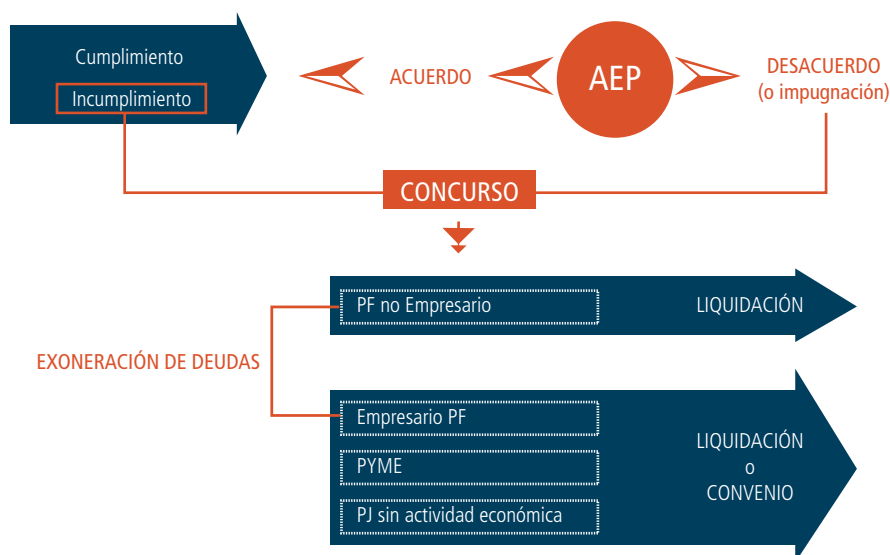 Cumplimiento
Incumplimiento
ACUERDO
AEP
DESACUERDO
(o impugnación)
CONCURSO
PF no Empresario
LIQUIDACIÓN
EXONERACIÓN DE DEUDAS
Empresario PF
PYME
PJ sin actividad económica
LIQUIDACIÓN
o
CONVENIO